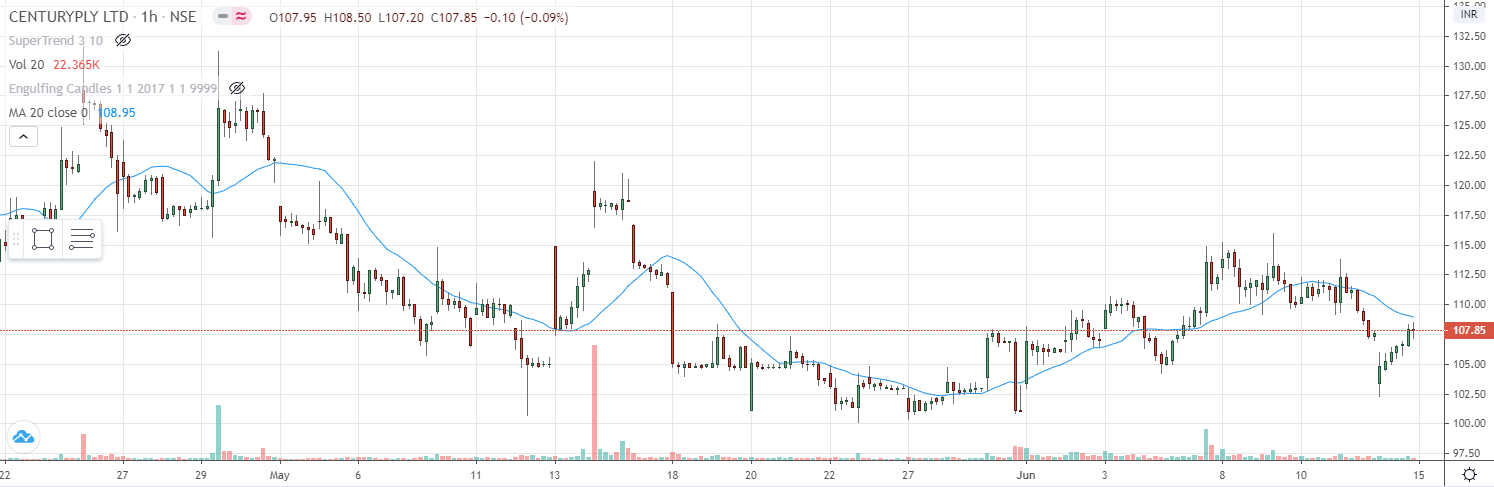 CENTURYPLY LTD · 1h · NSE O107.95 H108.50 L107.20 C107.85 −0.10 (−0.09%)
SuperTrend 3 10
Vol 20 22.365K
Engulfing Candles 1 1 2017 1 1 9999
MA 20 close 0 108.95
135.00
INR
132.50
130.00
127.50
125.00
122.50
120.00
117.50
115.00
112.50
110.00
107.85
105.00
102.50
100.00
97.50
22 27 29 May 6 11 13 18 20 22 27 Jun 3 8 10 15